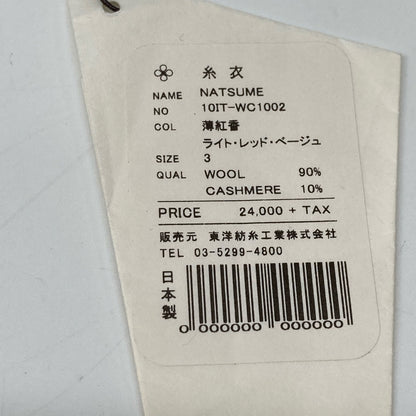 糸衣
NAME NATSUME
NO 10IT-WC1002
COL 薄紅香
ライト・レッド・ベージュ
SIZE 3
QUAL WOOL 90%
CASHMERE 10%
PRICE 24,000 + TAX
販売元 東洋紡糸工業株式会社
TEL 03-5299-4800
日本製
0 000000 000000